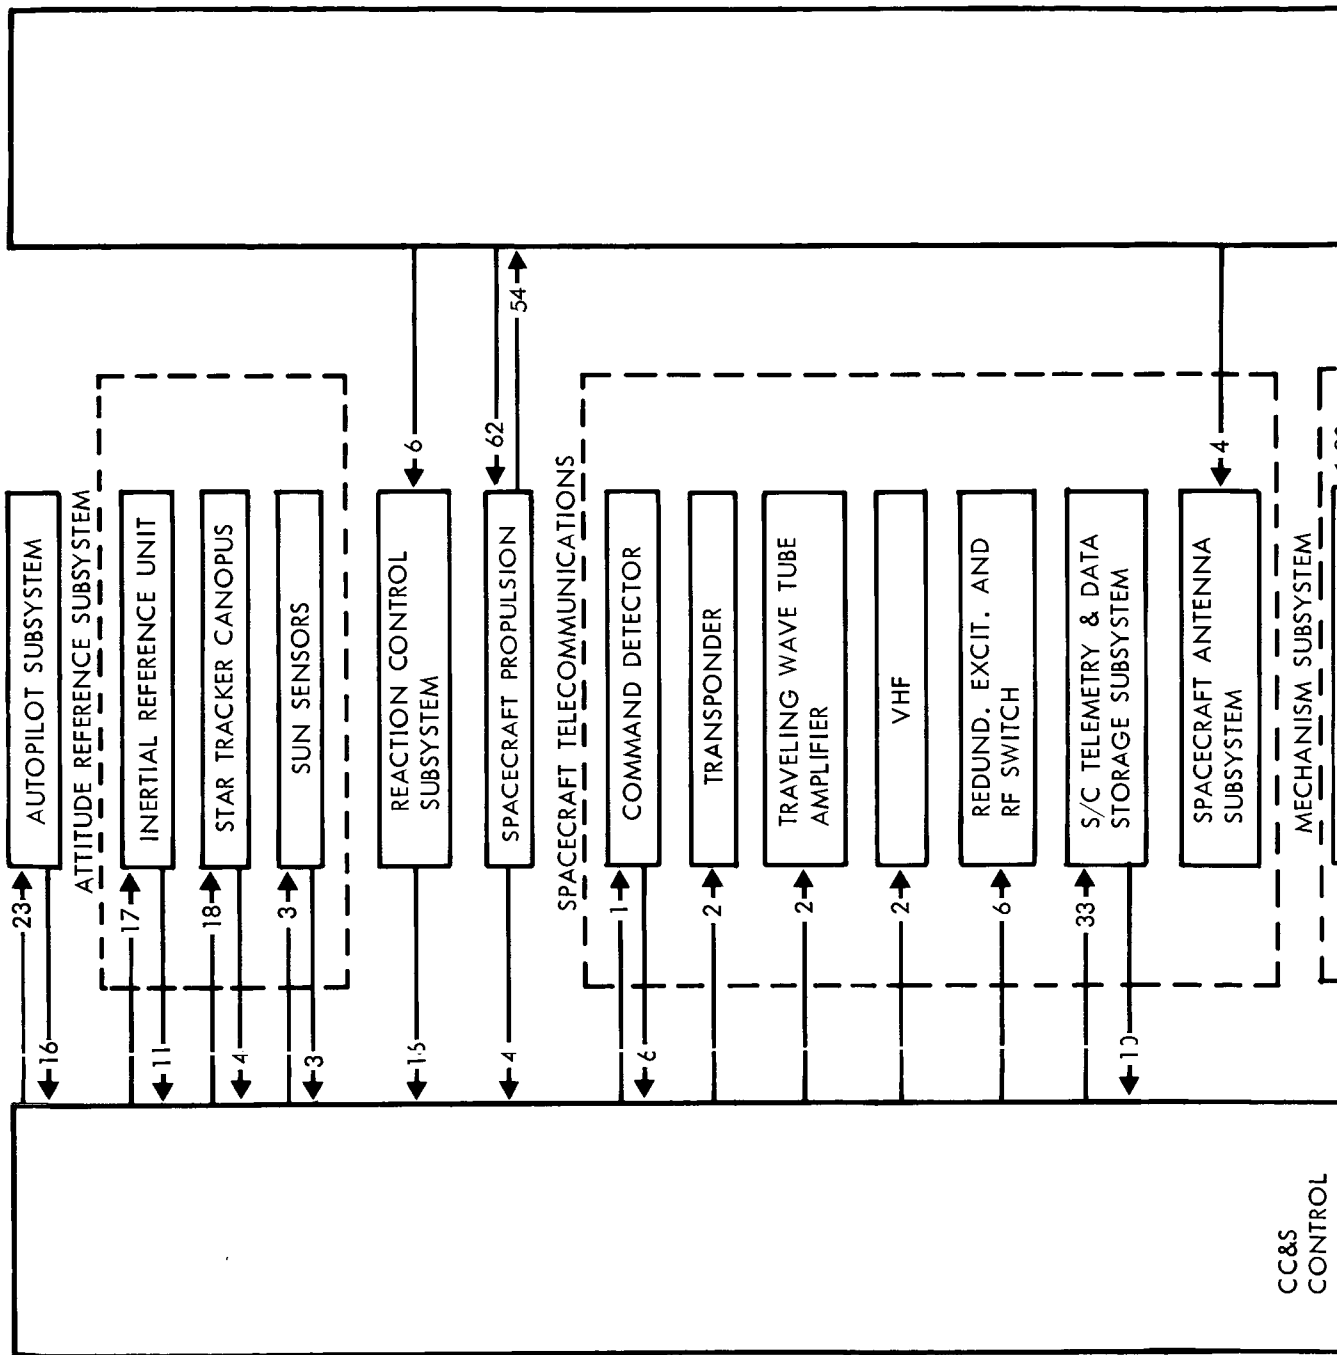 AUTOPILOT SUBSYSTEM
23
16
ATTITUDE REFERENCE SUBSYSTEM
INERTIAL REFERENCE UNIT
17
11
STAR TRACKER CANOPUS
18
4
SUN SENSORS
3
3
REACTION CONTROL
SUBSYSTEM
6
SPACECRAFT PROPULSION
62
54
4
SPACECRAFT TELECOMMUNICATIONS
COMMAND DETECTOR
1
6
TRANSPONDER
2
TRAVELING WAVE TUBE
AMPLIFIER
2
VHF
2
REDUND. EXCIT. AND
RF SWITCH
6
S/C TELEMETRY & DATA
STORAGE SUBSYSTEM
33
10
SPACECRAFT ANTENNA
SUBSYSTEM
4
MECHANISM SUBSYSTEM
CC&S
CONTROL